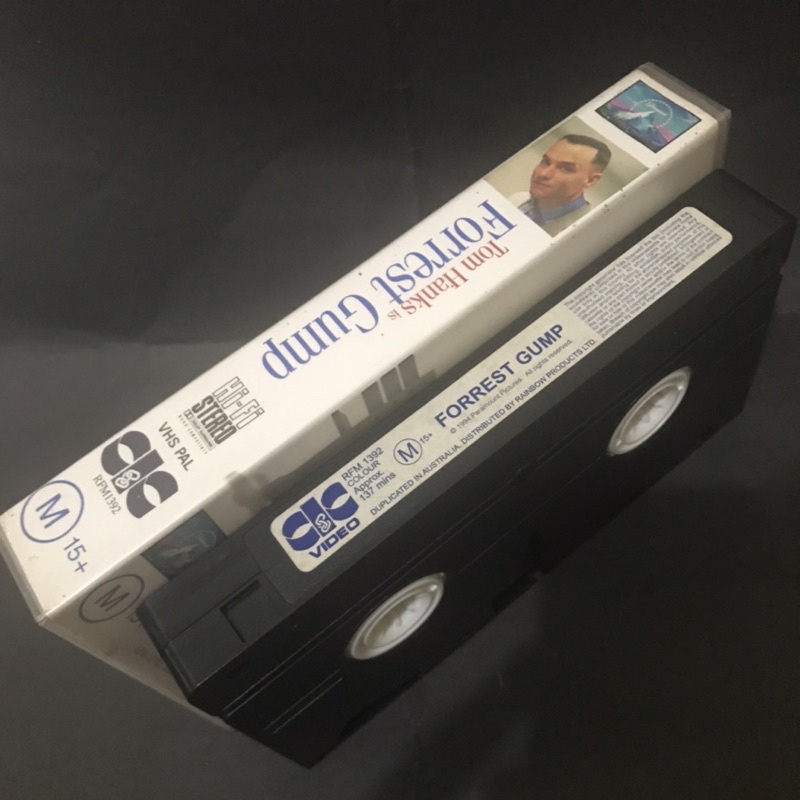 Tom Hanks is
Forrest Gump
Hi-Fi
STEREO
VHS PAL
CIC
RFM1392
M 15+
M
CIC
VIDEO
RFM 1392
COLOUR
Approx
137 mins
M 15+
FORREST GUMP
© 1994 Paramount Pictures. All rights reserved.
DUPLICATED IN AUSTRALIA, DISTRIBUTED BY RAINBOW PRODUCTS LTD.